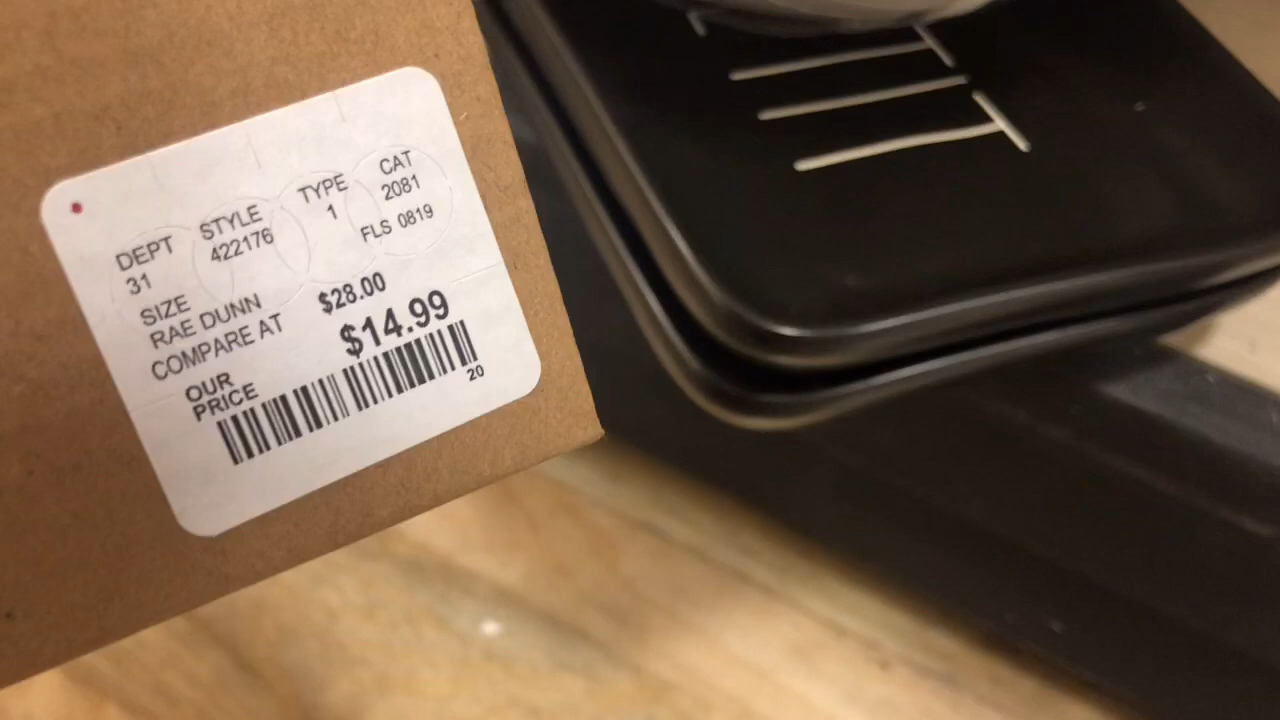 DEPT STYLE TYPE CAT
31 422176 1 2081
FLS 0819
SIZE
RAE DUNN
COMPARE AT $28.00
OUR PRICE $14.99
20